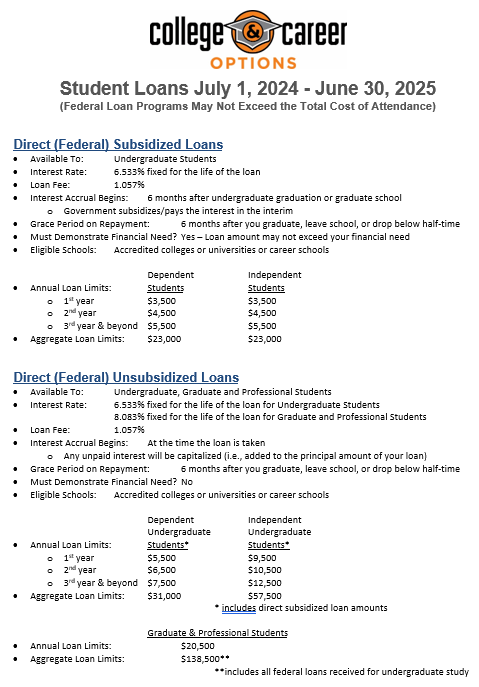 college & career
OPTIONS
Student Loans July 1, 2024 - June 30, 2025
(Federal Loan Programs May Not Exceed the Total Cost of Attendance)
Direct (Federal) Subsidized Loans
• Available To: Undergraduate Students
• Interest Rate: 6.533% fixed for the life of the loan
• Loan Fee: 1.057%
• Interest Accrual Begins: 6 months after undergraduate graduation or graduate school
o Government subsidizes/pays the interest in the interim
• Grace Period on Repayment: 6 months after you graduate, leave school, or drop below half-time
• Must Demonstrate Financial Need? Yes – Loan amount may not exceed your financial need
• Eligible Schools: Accredited colleges or universities or career schools
Dependent Independent
• Annual Loan Limits: Students Students
o 1st year $3,500 $3,500
o 2nd year $4,500 $4,500
o 3rd year & beyond $5,500 $5,500
• Aggregate Loan Limits: $23,000 $23,000
Direct (Federal) Unsubsidized Loans
• Available To: Undergraduate, Graduate and Professional Students
• Interest Rate: 6.533% fixed for the life of the loan for Undergraduate Students
8.083% fixed for the life of the loan for Graduate and Professional Students
• Loan Fee: 1.057%
• Interest Accrual Begins: At the time the loan is taken
o Any unpaid interest will be capitalized (i.e., added to the principal amount of your loan)
• Grace Period on Repayment: 6 months after you graduate, leave school, or drop below half-time
• Must Demonstrate Financial Need? No
• Eligible Schools: Accredited colleges or universities or career schools
Dependent Independent
Undergraduate Undergraduate
• Annual Loan Limits: Students* Students*
o 1st year $5,500 $9,500
o 2nd year $6,500 $10,500
o 3rd year & beyond $7,500 $12,500
• Aggregate Loan Limits: $31,000 $57,500
* includes direct subsidized loan amounts
Graduate & Professional Students
• Annual Loan Limits: $20,500
• Aggregate Loan Limits: $138,500**
**includes all federal loans received for undergraduate study